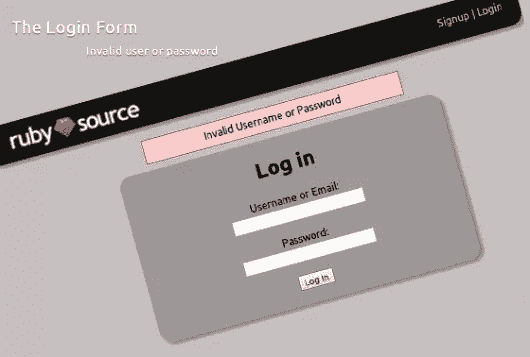 The Login Form
Invalid user or password
Signup | Login
ruby source
Invalid Username or Password
Log in
Username or Email:
Password:
Log In